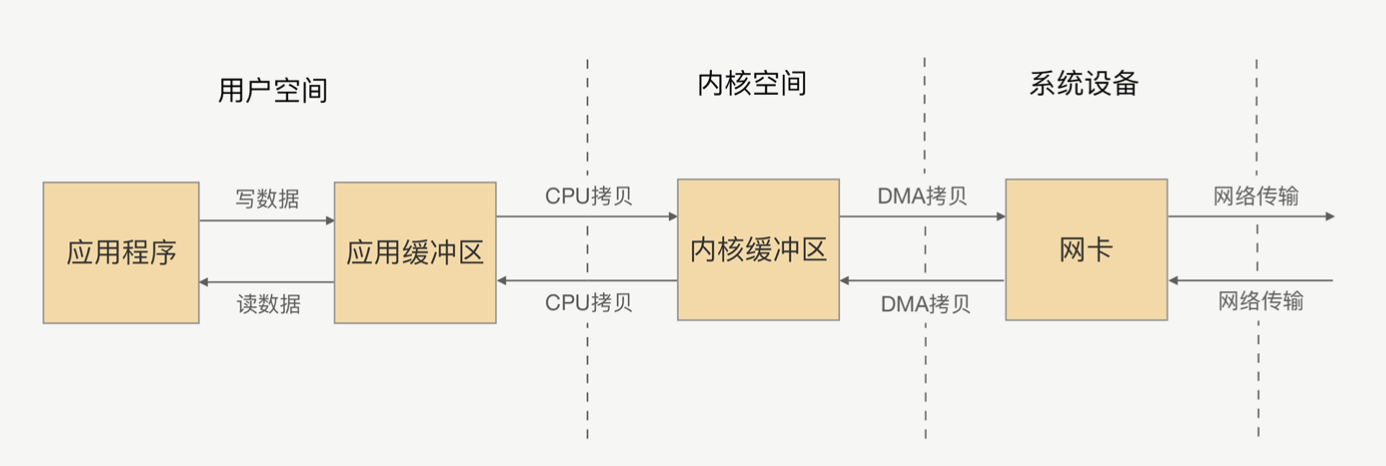 用户空间
内核空间
系统设备
写数据
CPU拷贝
DMA拷贝
网络传输
应用程序
应用缓冲区
内核缓冲区
网卡
读数据
CPU拷贝
DMA拷贝
网络传输